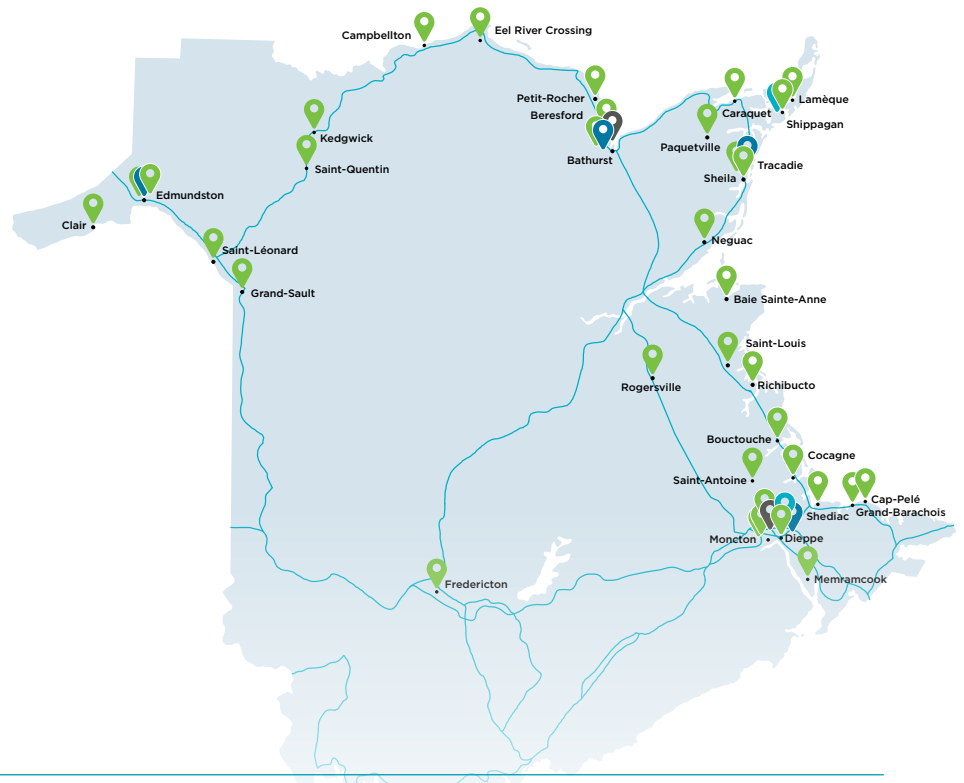 Eel River Crossing
Campbellton
Petit-Rocher
Lamèque
Beresford
Caraquet
Shippagan
Kedgwick
Paquetville
Bathurst
Tracadie
Saint-Quentin
Sheila
Edmundston
Clair
Neguac
Saint-Léonard
Grand-Sault
Baie Sainte-Anne
Saint-Louis
Richibucto
Rogersville
Bouctouche
Cocagne
Saint-Antoine
Cap-Pelé
Grand-Barachois
Shediac
Moncton
Dieppe
Memramcook
Fredericton